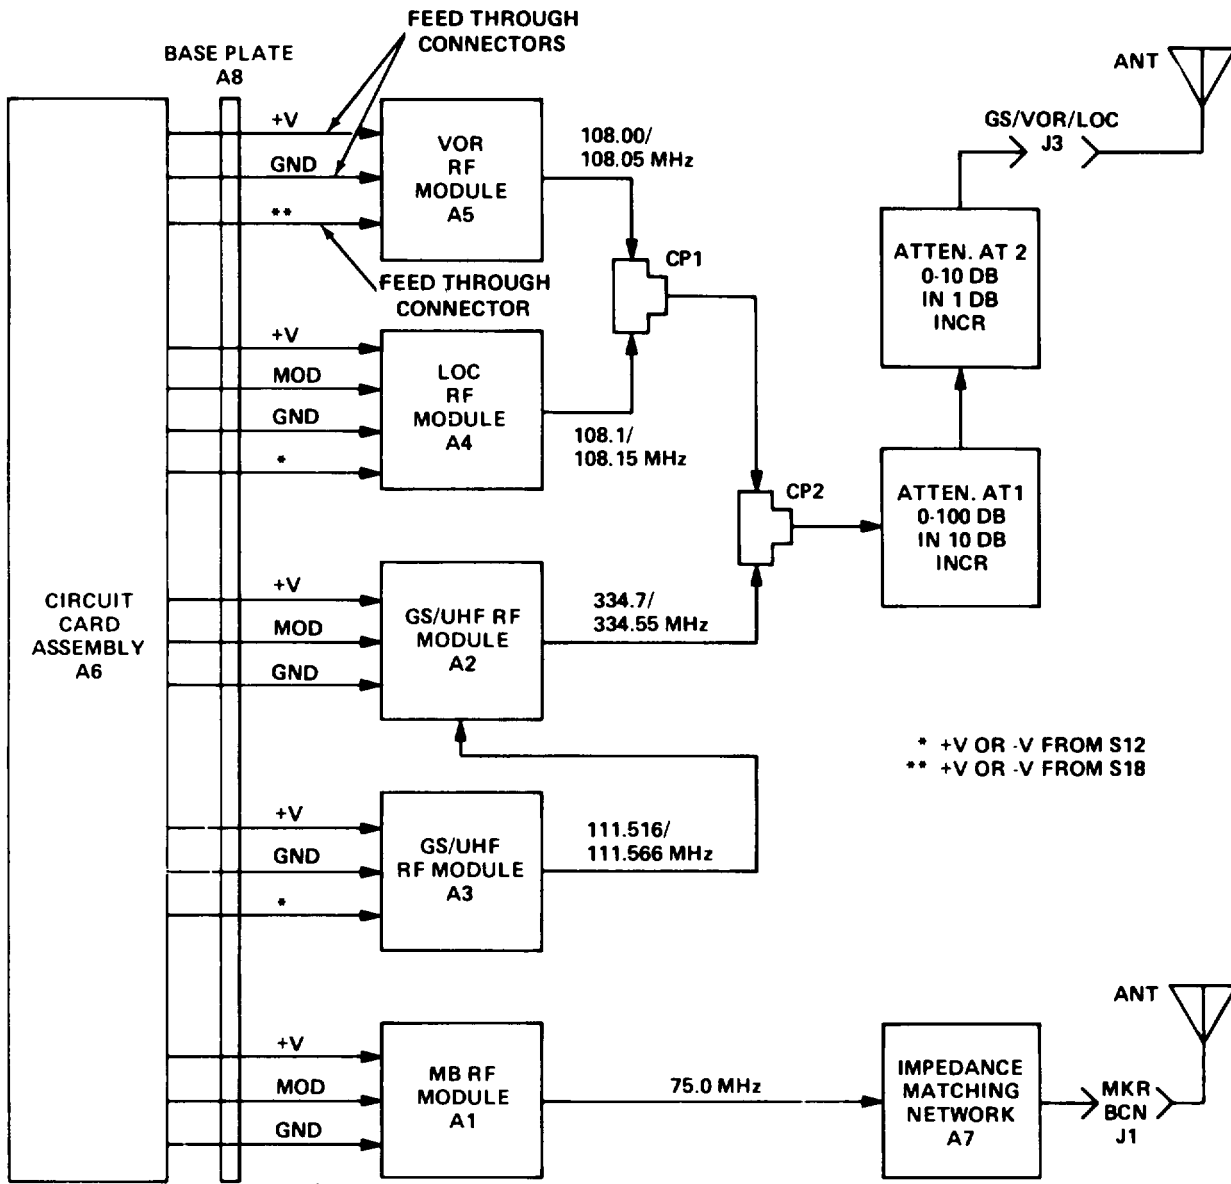 FEED THROUGH
CONNECTORS
BASE PLATE
A8
ANT
GS/VOR/LOC
J3
+V
GND
**
VOR
RF
MODULE
A5
108.00/
108.05 MHz
CP1
FEED THROUGH
CONNECTOR
ATTEN. AT 2
0-10 DB
IN 1 DB
INCR
+V
MOD
GND
*
LOC
RF
MODULE
A4
108.1/
108.15 MHz
CP2
ATTEN. AT1
0-100 DB
IN 10 DB
INCR
CIRCUIT
CARD
ASSEMBLY
A6
+V
MOD
GND
GS/UHF RF
MODULE
A2
334.7/
334.55 MHz
* +V OR -V FROM S12
** +V OR -V FROM S18
+V
GND
*
GS/UHF
RF MODULE
A3
111.516/
111.566 MHz
+V
MOD
GND
MB RF
MODULE
A1
75.0 MHz
IMPEDANCE
MATCHING
NETWORK
A7
MKR
BCN
J1
ANT